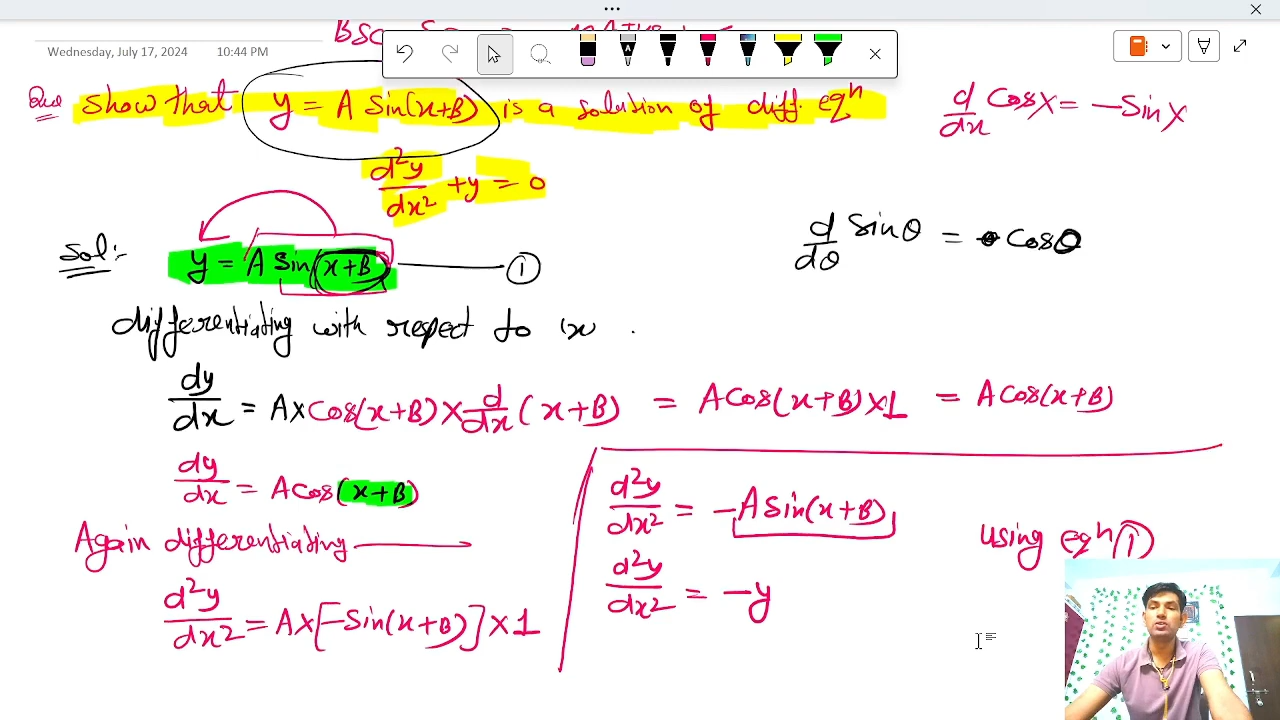 Wednesday, July 17, 2024 10:44 PM
Que show that y = A Sin(x+B) is a solution of diff eqⁿ
d²y/dx² + y = 0
d/dx Cosx = -Sinx
d/dθ Sinθ = Cosθ
Sol:- y = A Sin(x+B) ——— ①
differentiating with repect to x .
dy/dx = A× Cos(x+B) × d/dx (x+B) = A Cos(x+B)×1 = A Cos(x+B)
dy/dx = A Cos(x+B)
Again differentiating ———
d²y/dx² = A×[-Sin(x+B)]×1
d²y/dx² = -A Sin(x+B)
using eqⁿ ①
d²y/dx² = -y